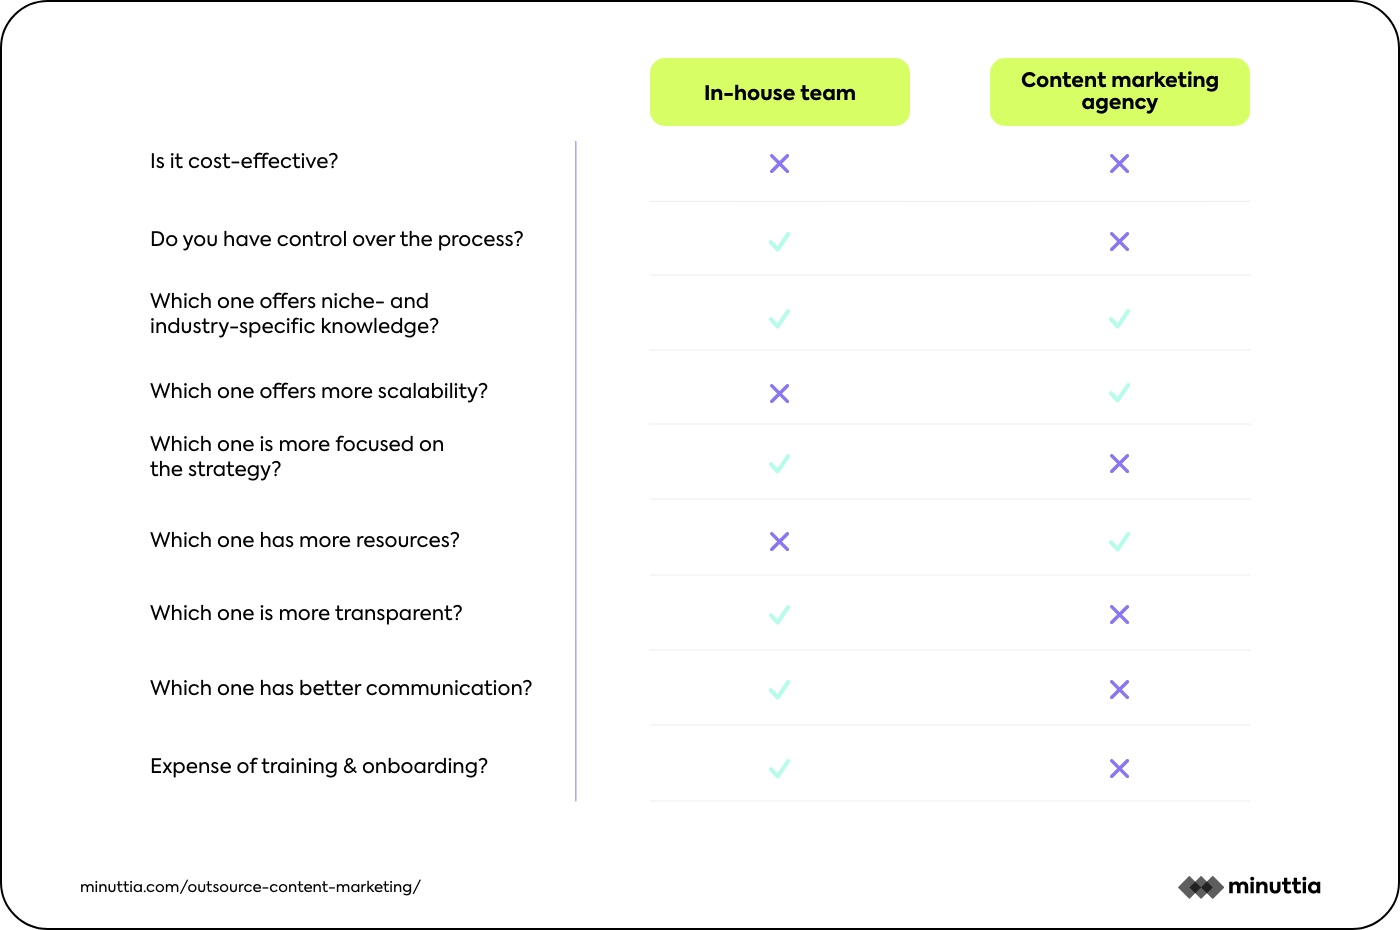 In-house team
Content marketing
agency
Is it cost-effective?
Do you have control over the process?
Which one offers niche- and
industry-specific knowledge?
Which one offers more scalability?
Which one is more focused on
the strategy?
Which one has more resources?
Which one is more transparent?
Which one has better communication?
Expense of training & onboarding?
minuttia.com/outsource-content-marketing/
minuttia